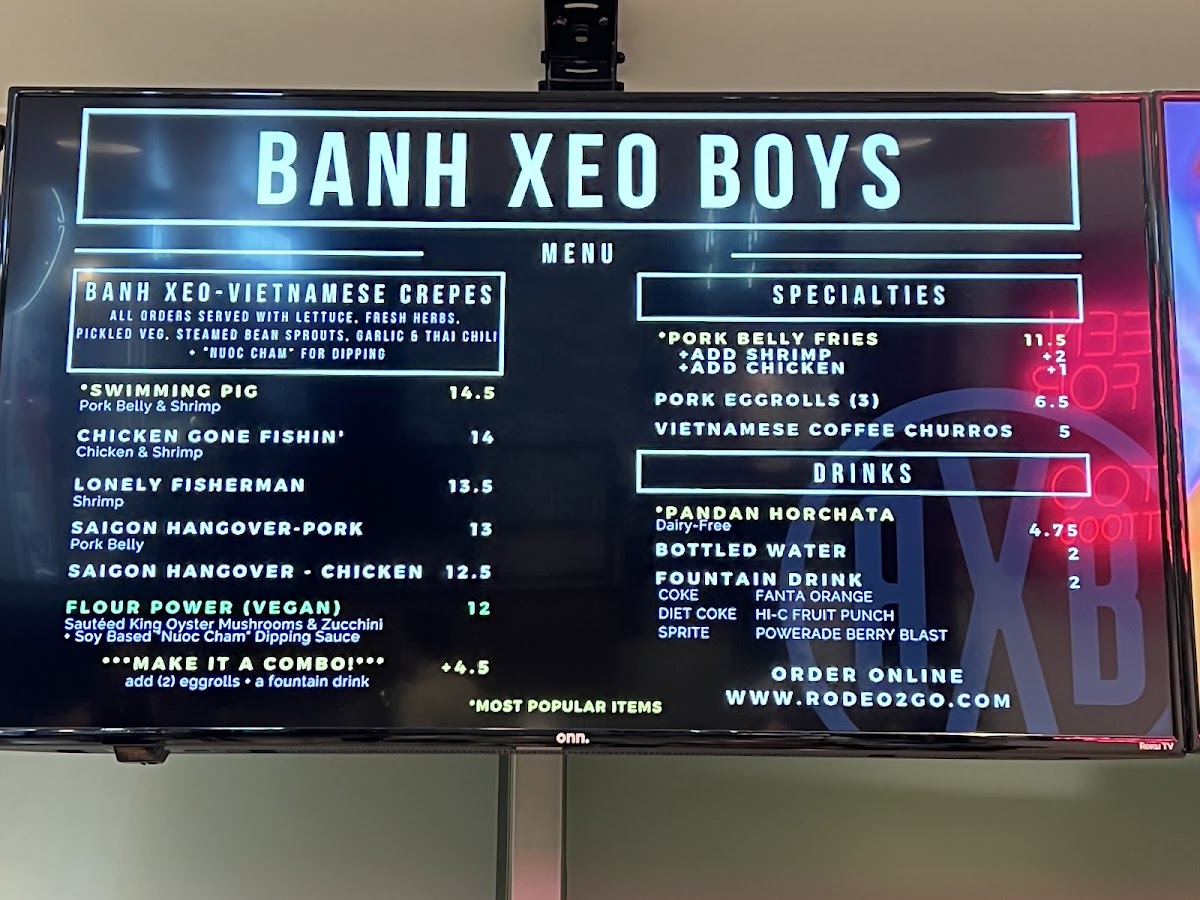 BANH XEO BOYS
MENU
BANH XEO-VIETNAMESE CREPES
ALL ORDERS SERVED WITH LETTUCE, FRESH HERBS,
PICKLED VEG, STEAMED BEAN SPROUTS, GARLIC & THAI CHILI
+ "NUOC CHAM" FOR DIPPING
*SWIMMING PIG 14.5
Pork Belly & Shrimp
CHICKEN GONE FISHIN' 14
Chicken & Shrimp
LONELY FISHERMAN 13.5
Shrimp
SAIGON HANGOVER-PORK 13
Pork Belly
SAIGON HANGOVER - CHICKEN 12.5
FLOUR POWER (VEGAN) 12
Sautéed King Oyster Mushrooms & Zucchini
+ Soy Based "Nuoc Cham" Dipping Sauce
***MAKE IT A COMBO!*** +4.5
add (2) eggrolls + a fountain drink
SPECIALTIES
*PORK BELLY FRIES 11.5
+ADD SHRIMP +2
+ADD CHICKEN +1
PORK EGGROLLS (3) 6.5
VIETNAMESE COFFEE CHURROS 5
DRINKS
*PANDAN HORCHATA
Dairy-Free 4.75
BOTTLED WATER 2
FOUNTAIN DRINK 2
COKE FANTA ORANGE
DIET COKE HI-C FRUIT PUNCH
SPRITE POWERADE BERRY BLAST
ORDER ONLINE
WWW.RODEO2GO.COM
*MOST POPULAR ITEMS
BXB
onn.
Roku TV